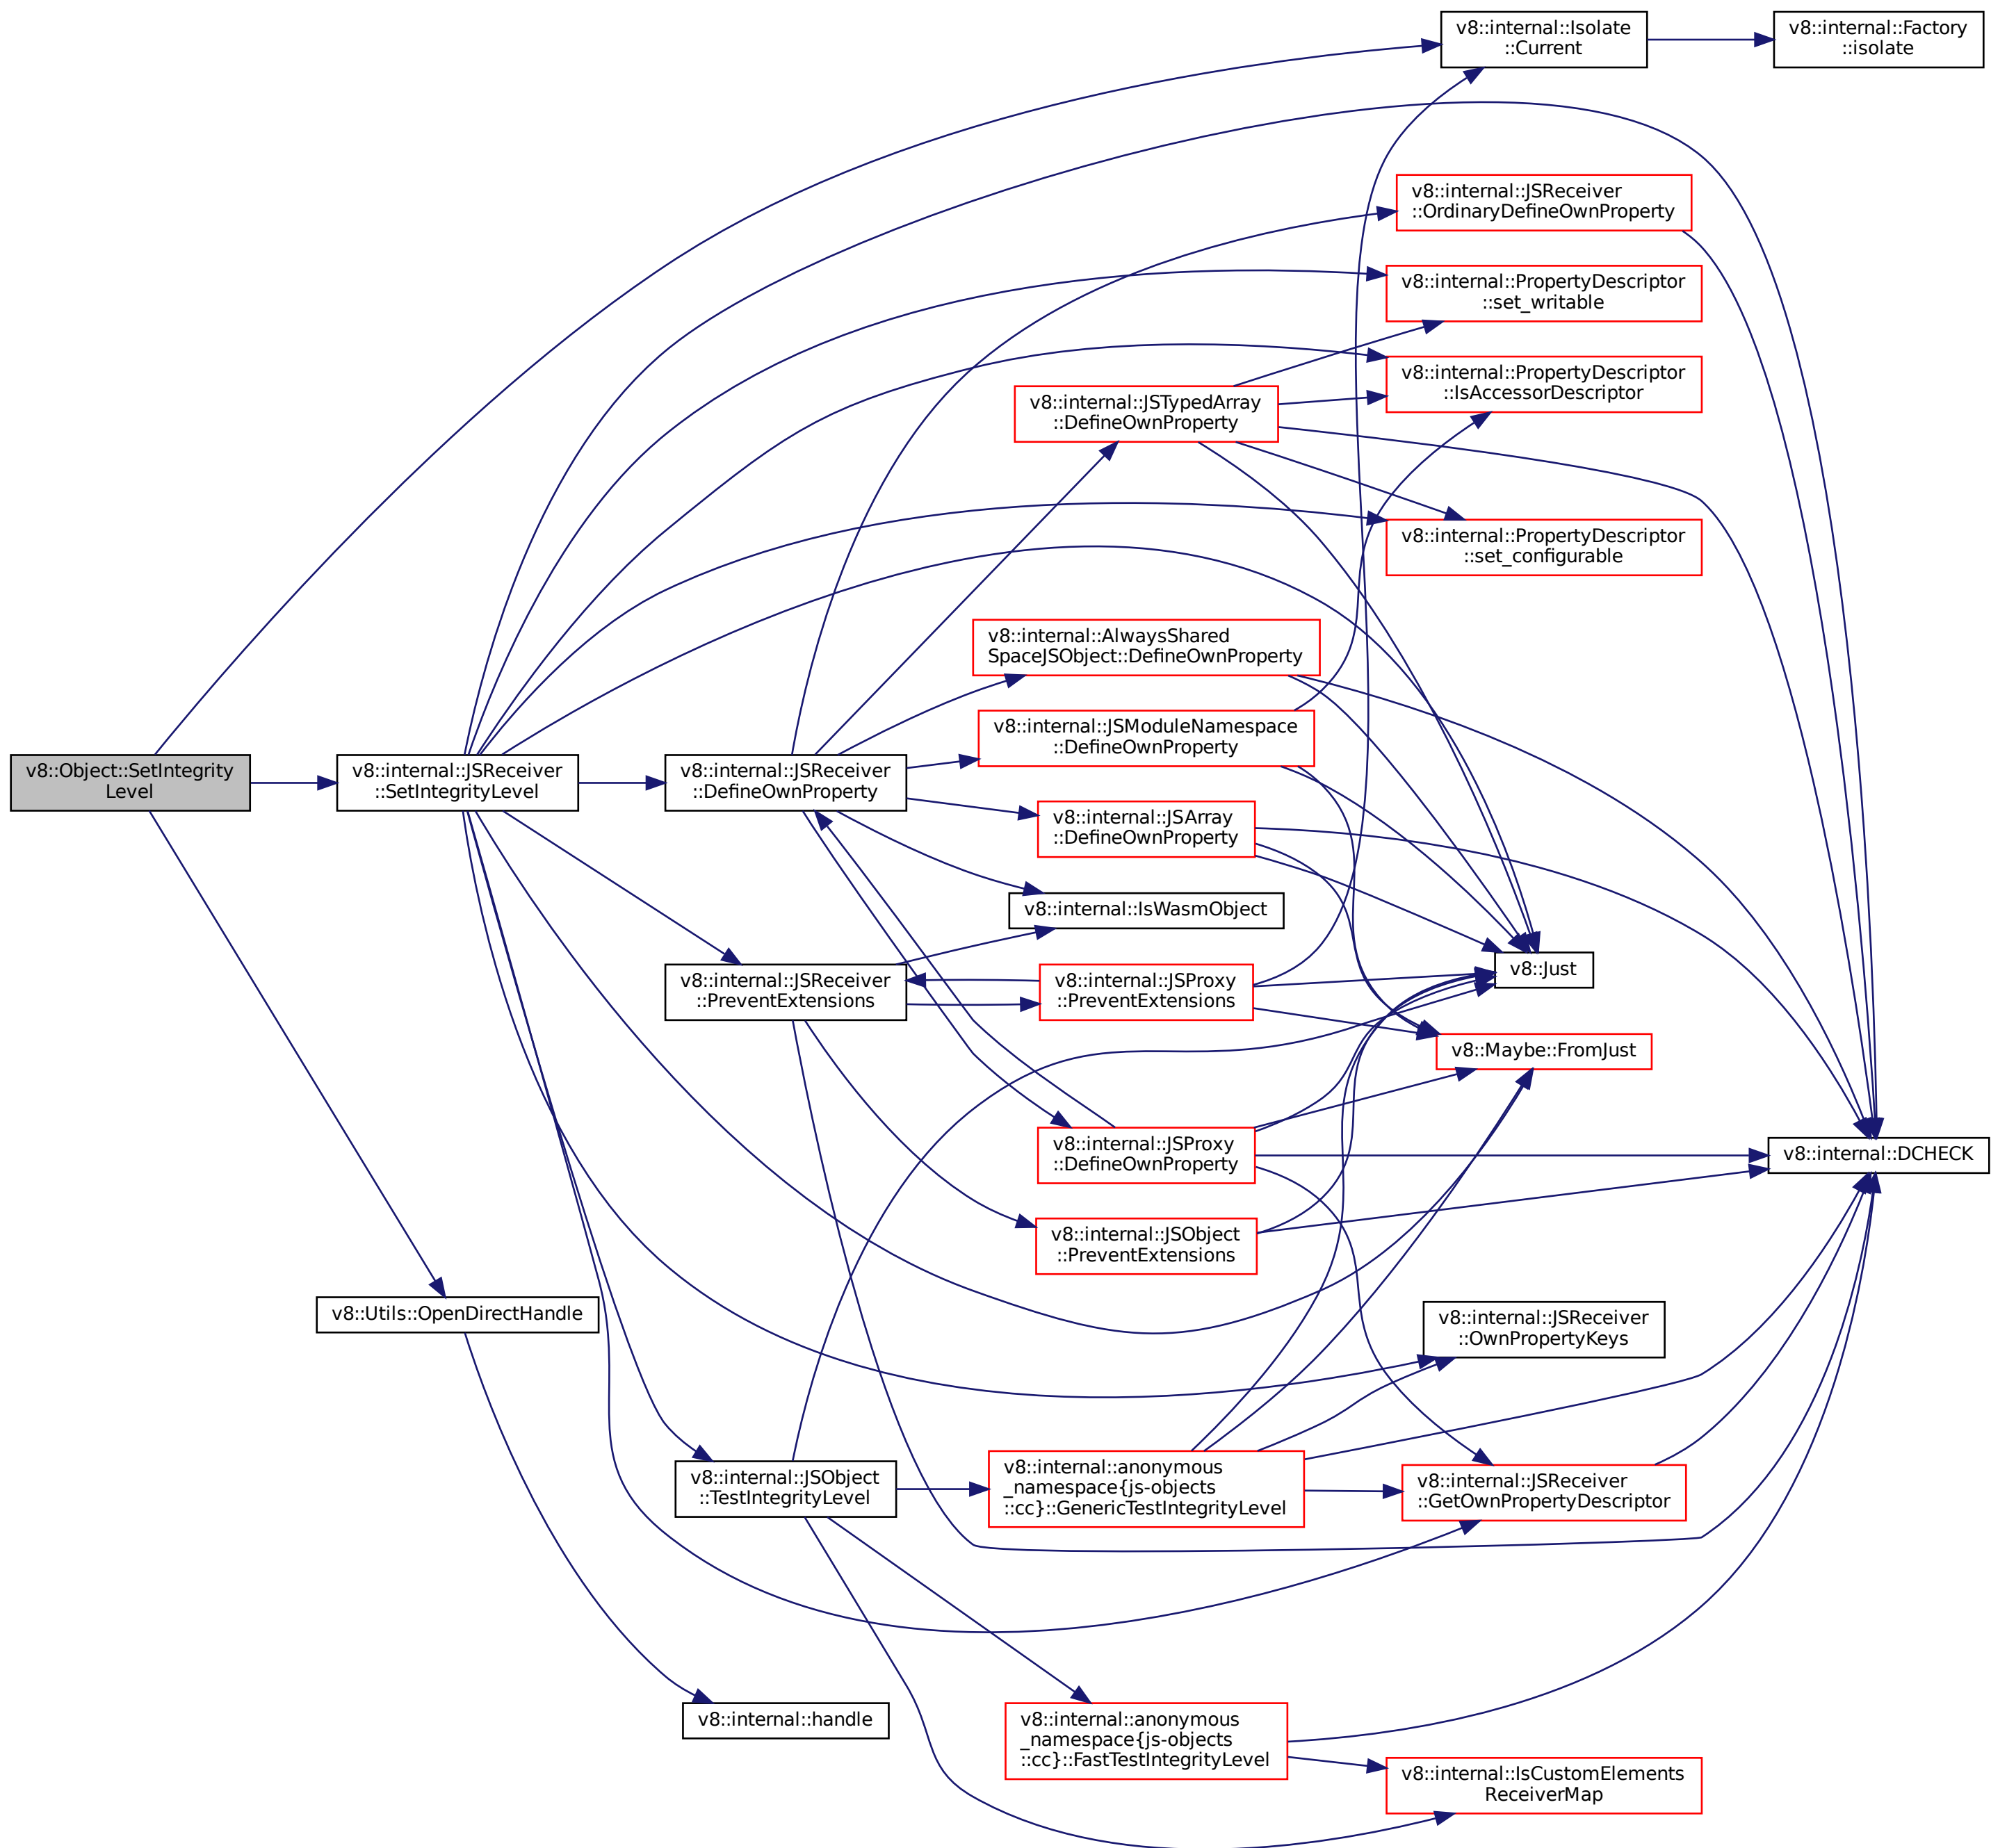 v8::internal::Isolate
::Current
v8::internal::Factory
::isolate
v8::internal::JSReceiver
::OrdinaryDefineOwnProperty
v8::internal::PropertyDescriptor
::set_writable
v8::internal::PropertyDescriptor
::IsAccessorDescriptor
v8::internal::JSTypedArray
::DefineOwnProperty
v8::internal::PropertyDescriptor
::set_configurable
v8::internal::AlwaysShared
SpaceJSObject::DefineOwnProperty
v8::internal::JSModuleNamespace
::DefineOwnProperty
v8::Object::SetIntegrity
Level
v8::internal::JSReceiver
::SetIntegrityLevel
v8::internal::JSReceiver
::DefineOwnProperty
v8::internal::JSArray
::DefineOwnProperty
v8::internal::IsWasmObject
v8::internal::JSReceiver
::PreventExtensions
v8::internal::JSProxy
::PreventExtensions
v8::Just
v8::Maybe::FromJust
v8::internal::JSProxy
::DefineOwnProperty
v8::internal::DCHECK
v8::internal::JSObject
::PreventExtensions
v8::Utils::OpenDirectHandle
v8::internal::JSReceiver
::OwnPropertyKeys
v8::internal::JSObject
::TestIntegrityLevel
v8::internal::anonymous
_namespace{js-objects
::cc}::GenericTestIntegrityLevel
v8::internal::JSReceiver
::GetOwnPropertyDescriptor
v8::internal::handle
v8::internal::anonymous
_namespace{js-objects
::cc}::FastTestIntegrityLevel
v8::internal::IsCustomElements
ReceiverMap